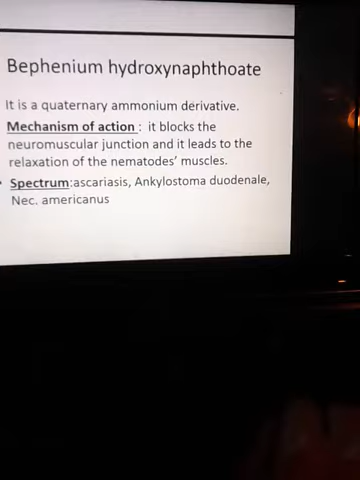 Bephenium hydroxynaphthoate
It is a quaternary ammonium derivative.
Mechanism of action : it blocks the
neuromuscular junction and it leads to the
relaxation of the nematodes' muscles.
• Spectrum:ascariasis, Ankylostoma duodenale,
Nec. americanus